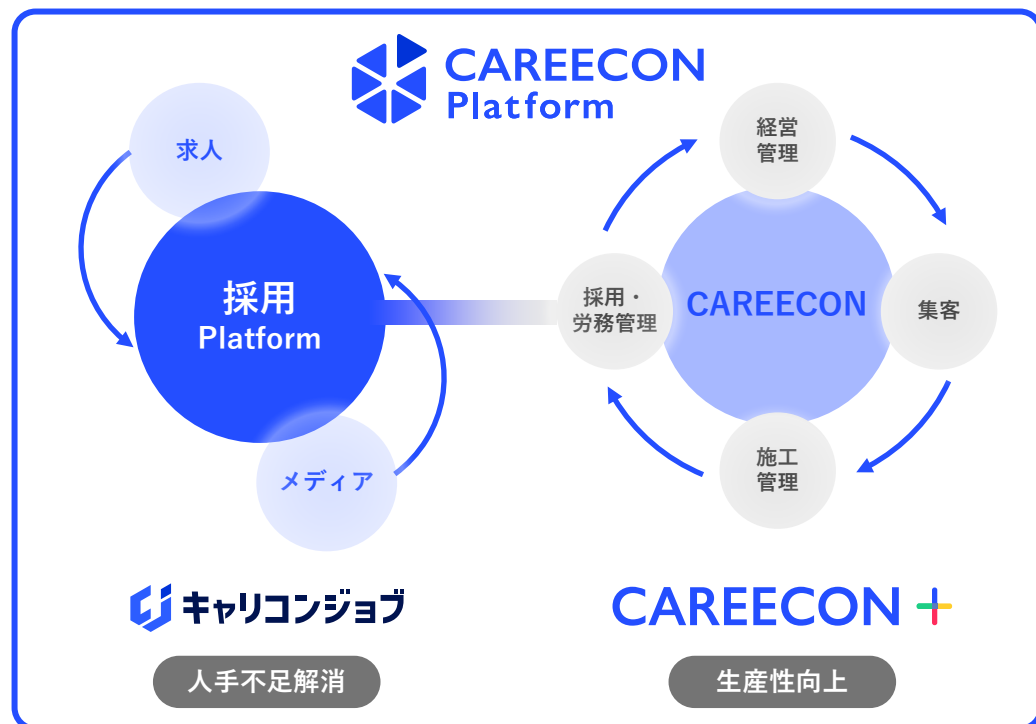 CAREECON
Platform
求人
採用
Platform
メディア
経営
管理
採用・
労務管理
CAREECON
集客
施工
管理
キャリコンジョブ
人手不足解消
CAREECON +
生産性向上